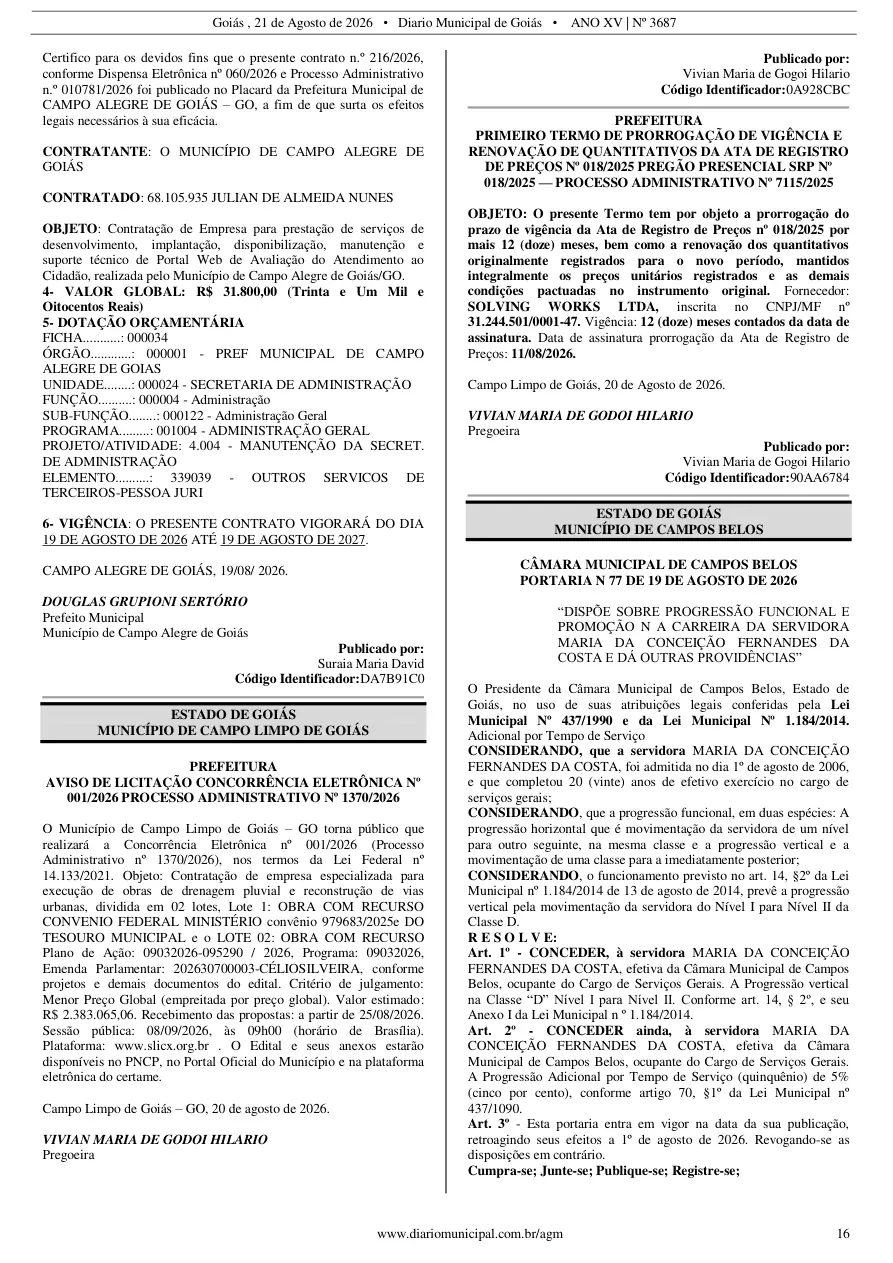 Goiás , 21 de Agosto de 2026 • Diario Municipal de Goiás • ANO XV | Nº 3687
Certifico para os devidos fins que o presente contrato n.º 216/2026,
conforme Dispensa Eletrônica nº 060/2026 e Processo Administrativo
n.º 010781/2026 foi publicado no Placard da Prefeitura Municipal de
CAMPO ALEGRE DE GOIÁS – GO, a fim de que surta os efeitos
legais necessários à sua eficácia.
CONTRATANTE: O MUNICÍPIO DE CAMPO ALEGRE DE
GOIÁS
CONTRATADO: 68.105.935 JULIAN DE ALMEIDA NUNES
OBJETO: Contratação de Empresa para prestação de serviços de
desenvolvimento, implantação, disponibilização, manutenção e
suporte técnico de Portal Web de Avaliação do Atendimento ao
Cidadão, realizada pelo Município de Campo Alegre de Goiás/GO.
4- VALOR GLOBAL: R$ 31.800,00 (Trinta e Um Mil e
Oitocentos Reais)
5- DOTAÇÃO ORÇAMENTÁRIA
FICHA...........: 000034
ÓRGÃO............: 000001 - PREF MUNICIPAL DE CAMPO
ALEGRE DE GOIAS
UNIDADE........: 000024 - SECRETARIA DE ADMINISTRAÇÃO
FUNÇÃO..........: 000004 - Administração
SUB-FUNÇÃO........: 000122 - Administração Geral
PROGRAMA.........: 001004 - ADMINISTRAÇÃO GERAL
PROJETO/ATIVIDADE: 4.004 - MANUTENÇÃO DA SECRET.
DE ADMINISTRAÇÃO
ELEMENTO..........: 339039 - OUTROS SERVICOS DE
TERCEIROS-PESSOA JURI
6- VIGÊNCIA: O PRESENTE CONTRATO VIGORARÁ DO DIA
19 DE AGOSTO DE 2026 ATÉ 19 DE AGOSTO DE 2027.
CAMPO ALEGRE DE GOIÁS, 19/08/ 2026.
DOUGLAS GRUPIONI SERTÓRIO
Prefeito Municipal
Município de Campo Alegre de Goiás
Publicado por:
Suraia Maria David
Código Identificador:DA7B91C0
ESTADO DE GOIÁS
MUNICÍPIO DE CAMPO LIMPO DE GOIÁS
PREFEITURA
AVISO DE LICITAÇÃO CONCORRÊNCIA ELETRÔNICA Nº
001/2026 PROCESSO ADMINISTRATIVO Nº 1370/2026
O Município de Campo Limpo de Goiás – GO torna público que
realizará a Concorrência Eletrônica nº 001/2026 (Processo
Administrativo nº 1370/2026), nos termos da Lei Federal nº
14.133/2021. Objeto: Contratação de empresa especializada para
execução de obras de drenagem pluvial e reconstrução de vias
urbanas, dividida em 02 lotes, Lote 1: OBRA COM RECURSO
CONVENIO FEDERAL MINISTÉRIO convênio 979683/2025e DO
TESOURO MUNICIPAL e o LOTE 02: OBRA COM RECURSO
Plano de Ação: 09032026-095290 / 2026, Programa: 09032026,
Emenda Parlamentar: 202630700003-CÉLIOSILVEIRA, conforme
projetos e demais documentos do edital. Critério de julgamento:
Menor Preço Global (empreitada por preço global). Valor estimado:
R$ 2.383.065,06. Recebimento das propostas: a partir de 25/08/2026.
Sessão pública: 08/09/2026, às 09h00 (horário de Brasília).
Plataforma: www.slicx.org.br . O Edital e seus anexos estarão
disponíveis no PNCP, no Portal Oficial do Município e na plataforma
eletrônica do certame.
Campo Limpo de Goiás – GO, 20 de agosto de 2026.
VIVIAN MARIA DE GODOI HILARIO
Pregoeira
Publicado por:
Vivian Maria de Gogoi Hilario
Código Identificador:0A928CBC
PREFEITURA
PRIMEIRO TERMO DE PRORROGAÇÃO DE VIGÊNCIA E
RENOVAÇÃO DE QUANTITATIVOS DA ATA DE REGISTRO
DE PREÇOS Nº 018/2025 PREGÃO PRESENCIAL SRP Nº
018/2025 — PROCESSO ADMINISTRATIVO Nº 7115/2025
OBJETO: O presente Termo tem por objeto a prorrogação do
prazo de vigência da Ata de Registro de Preços nº 018/2025 por
mais 12 (doze) meses, bem como a renovação dos quantitativos
originalmente registrados para o novo período, mantidos
integralmente os preços unitários registrados e as demais
condições pactuadas no instrumento original. Fornecedor:
SOLVING WORKS LTDA, inscrita no CNPJ/MF nº
31.244.501/0001-47. Vigência: 12 (doze) meses contados da data de
assinatura. Data de assinatura prorrogação da Ata de Registro de
Preços: 11/08/2026.
Campo Limpo de Goiás, 20 de Agosto de 2026.
VIVIAN MARIA DE GODOI HILARIO
Pregoeira
Publicado por:
Vivian Maria de Gogoi Hilario
Código Identificador:90AA6784
ESTADO DE GOIÁS
MUNICÍPIO DE CAMPOS BELOS
CÂMARA MUNICIPAL DE CAMPOS BELOS
PORTARIA N 77 DE 19 DE AGOSTO DE 2026
“DISPÕE SOBRE PROGRESSÃO FUNCIONAL E
PROMOÇÃO N A CARREIRA DA SERVIDORA
MARIA DA CONCEIÇÃO FERNANDES DA
COSTA E DÁ OUTRAS PROVIDÊNCIAS”
O Presidente da Câmara Municipal de Campos Belos, Estado de
Goiás, no uso de suas atribuições legais conferidas pela Lei
Municipal Nº 437/1990 e da Lei Municipal Nº 1.184/2014.
Adicional por Tempo de Serviço
CONSIDERANDO, que a servidora MARIA DA CONCEIÇÃO
FERNANDES DA COSTA, foi admitida no dia 1º de agosto de 2006,
e que completou 20 (vinte) anos de efetivo exercício no cargo de
serviços gerais;
CONSIDERANDO, que a progressão funcional, em duas espécies: A
progressão horizontal que é movimentação da servidora de um nível
para outro seguinte, na mesma classe e a progressão vertical e a
movimentação de uma classe para a imediatamente posterior;
CONSIDERANDO, o funcionamento previsto no art. 14, §2º da Lei
Municipal nº 1.184/2014 de 13 de agosto de 2014, prevê a progressão
vertical pela movimentação da servidora do Nível I para Nível II da
Classe D.
R E S O L V E:
Art. 1º - CONCEDER, à servidora MARIA DA CONCEIÇÃO
FERNANDES DA COSTA, efetiva da Câmara Municipal de Campos
Belos, ocupante do Cargo de Serviços Gerais. A Progressão vertical
na Classe “D” Nível I para Nível II. Conforme art. 14, § 2º, e seu
Anexo I da Lei Municipal n º 1.184/2014.
Art. 2º - CONCEDER ainda, à servidora MARIA DA
CONCEIÇÃO FERNANDES DA COSTA, efetiva da Câmara
Municipal de Campos Belos, ocupante do Cargo de Serviços Gerais.
A Progressão Adicional por Tempo de Serviço (quinquênio) de 5%
(cinco por cento), conforme artigo 70, §1º da Lei Municipal nº
437/1090.
Art. 3º - Esta portaria entra em vigor na data da sua publicação,
retroagindo seus efeitos a 1º de agosto de 2026. Revogando-se as
disposições em contrário.
Cumpra-se; Junte-se; Publique-se; Registre-se;
www.diariomunicipal.com.br/agm
16